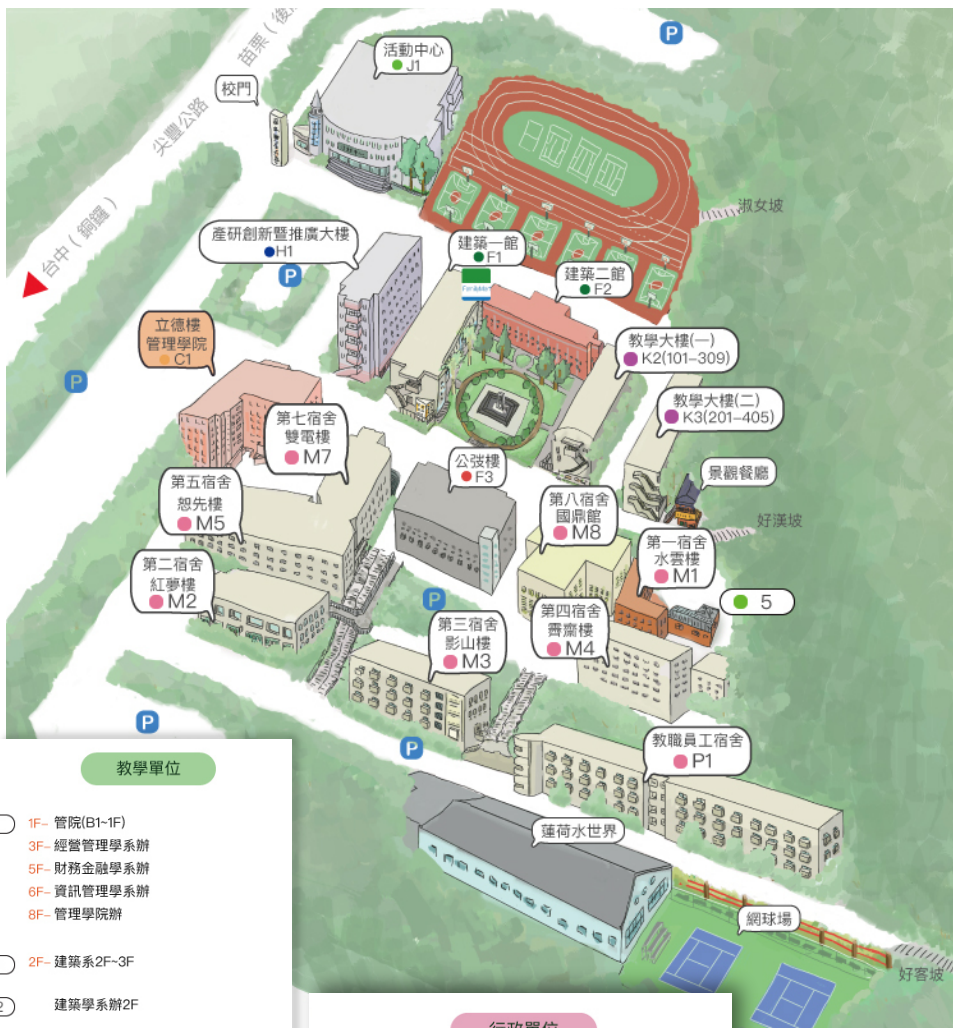 P
苗栗(後
活動中心
J1
校門
尖豐公路
淑女坡
台中(銅鑼)
產研創新暨推廣大樓
H1
P
建築一館
F1
FamilyMart
建築二館
F2
立德樓
管理學院
C1
教學大樓(一)
K2(101–309)
P
教學大樓(二)
K3(201–405)
第七宿舍
雙電樓
M7
公弢樓
F3
景觀餐廳
第五宿舍
恕先樓
M5
第八宿舍
國鼎館
M8
好漢坡
第一宿舍
水雲樓
M1
第二宿舍
紅夢樓
M2
P
5
第三宿舍
影山樓
M3
第四宿舍
霽齋樓
M4
P
P
教職員工宿舍
P1
教學單位
1F– 管院(B1~1F)
3F– 經營管理學系辦
5F– 財務金融學系辦
6F– 資訊管理學系辦
8F– 管理學院辦
蓮荷水世界
網球場
2F– 建築系2F~3F
好客坡
2
建築學系辦2F
行政單位